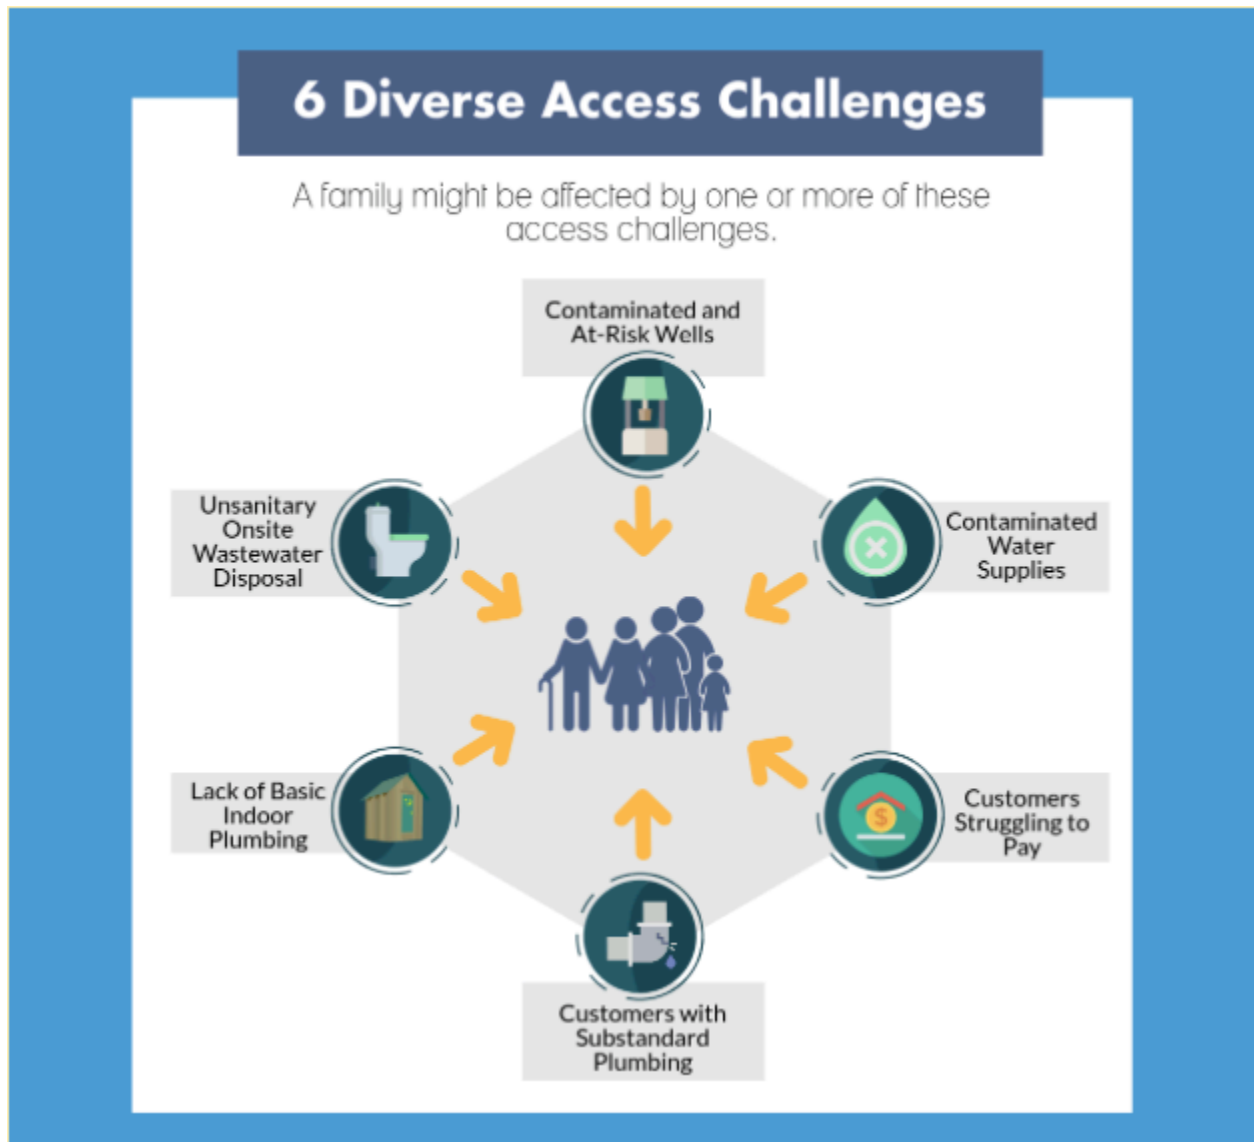 6 Diverse Access Challenges
A family might be affected by one or more of these
access challenges.
Contaminated and
At-Risk Wells
Unsanitary
Onsite
Wastewater
Disposal
Contaminated
Water
Supplies
Lack of Basic
Indoor
Plumbing
$
Customers
Struggling to
Pay
Customers with
Substandard
Plumbing